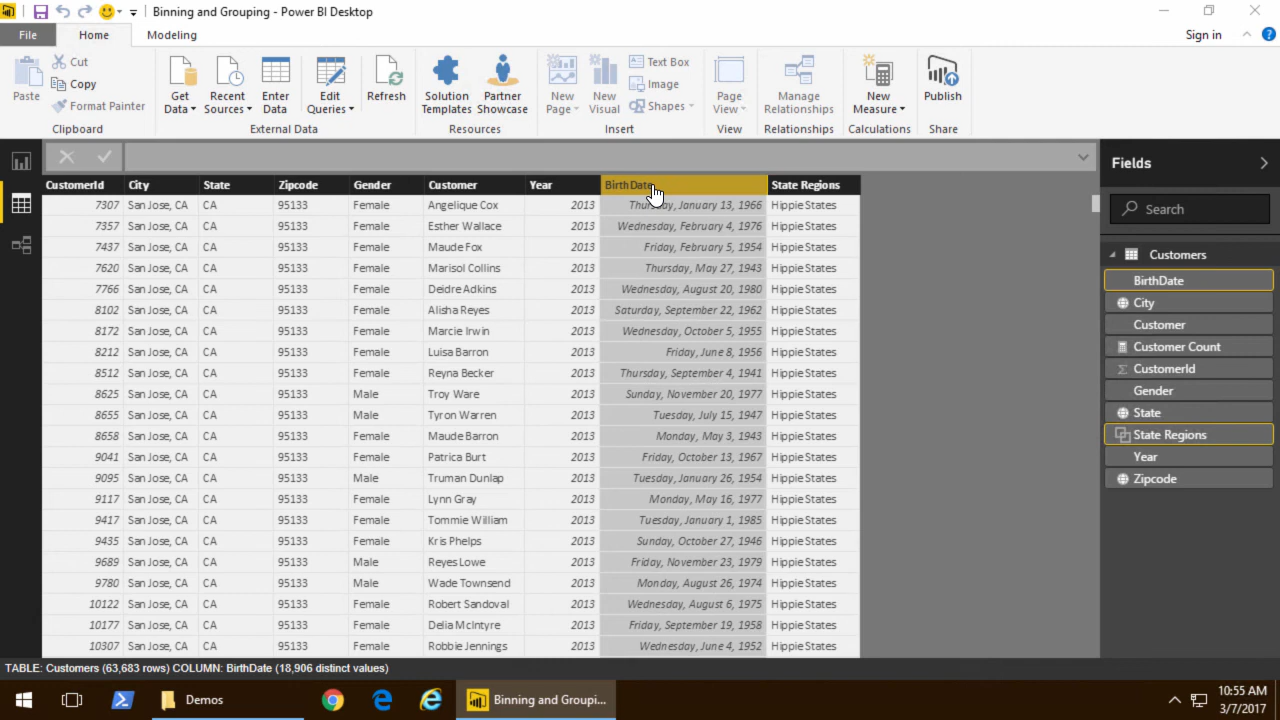 Binning and Grouping - Power BI Desktop
File Home Modeling Sign in
Paste Cut Copy Format Painter Clipboard
Get Data Recent Sources Enter Data Edit Queries Refresh External Data
Solution Templates Partner Showcase Resources
New Page New Visual Text Box Image Shapes Insert
Page View View
Manage Relationships Relationships
New Measure Calculations
Publish Share
CustomerId City State Zipcode Gender Customer Year BirthDate State Regions
7307 San Jose, CA CA 95133 Female Angelique Cox 2013 Thursday, January 13, 1966 Hippie States
7357 San Jose, CA CA 95133 Female Esther Wallace 2013 Wednesday, February 4, 1976 Hippie States
7437 San Jose, CA CA 95133 Female Maude Fox 2013 Friday, February 5, 1954 Hippie States
7620 San Jose, CA CA 95133 Female Marisol Collins 2013 Thursday, May 27, 1943 Hippie States
7766 San Jose, CA CA 95133 Female Deidre Adkins 2013 Wednesday, August 20, 1980 Hippie States
8102 San Jose, CA CA 95133 Female Alisha Reyes 2013 Saturday, September 22, 1962 Hippie States
8172 San Jose, CA CA 95133 Female Marcie Irwin 2013 Wednesday, October 5, 1955 Hippie States
8212 San Jose, CA CA 95133 Female Luisa Barron 2013 Friday, June 8, 1956 Hippie States
8512 San Jose, CA CA 95133 Female Reyna Becker 2013 Thursday, September 4, 1941 Hippie States
8625 San Jose, CA CA 95133 Male Troy Ware 2013 Sunday, November 20, 1977 Hippie States
8655 San Jose, CA CA 95133 Male Tyron Warren 2013 Tuesday, July 15, 1947 Hippie States
8658 San Jose, CA CA 95133 Female Maude Barron 2013 Monday, May 3, 1943 Hippie States
9041 San Jose, CA CA 95133 Female Patrica Burt 2013 Friday, October 13, 1967 Hippie States
9095 San Jose, CA CA 95133 Male Truman Dunlap 2013 Tuesday, January 26, 1954 Hippie States
9117 San Jose, CA CA 95133 Female Lynn Gray 2013 Monday, May 16, 1977 Hippie States
9417 San Jose, CA CA 95133 Female Tommie William 2013 Tuesday, January 1, 1985 Hippie States
9435 San Jose, CA CA 95133 Female Kris Phelps 2013 Sunday, October 27, 1946 Hippie States
9689 San Jose, CA CA 95133 Male Reyes Lowe 2013 Friday, November 23, 1979 Hippie States
9780 San Jose, CA CA 95133 Male Wade Townsend 2013 Monday, August 26, 1974 Hippie States
10122 San Jose, CA CA 95133 Female Robert Sandoval 2013 Wednesday, August 6, 1975 Hippie States
10177 San Jose, CA CA 95133 Female Delia McIntyre 2013 Friday, September 19, 1958 Hippie States
10307 San Jose, CA CA 95133 Female Robbie Jennings 2013 Wednesday, June 4, 1952 Hippie States
Fields
Search
Customers
BirthDate
City
Customer
Customer Count
CustomerId
Gender
State
State Regions
Year
Zipcode
TABLE: Customers (63,683 rows) COLUMN: BirthDate (18,906 distinct values)
Demos
Binning and Groupi...
10:55 AM
3/7/2017